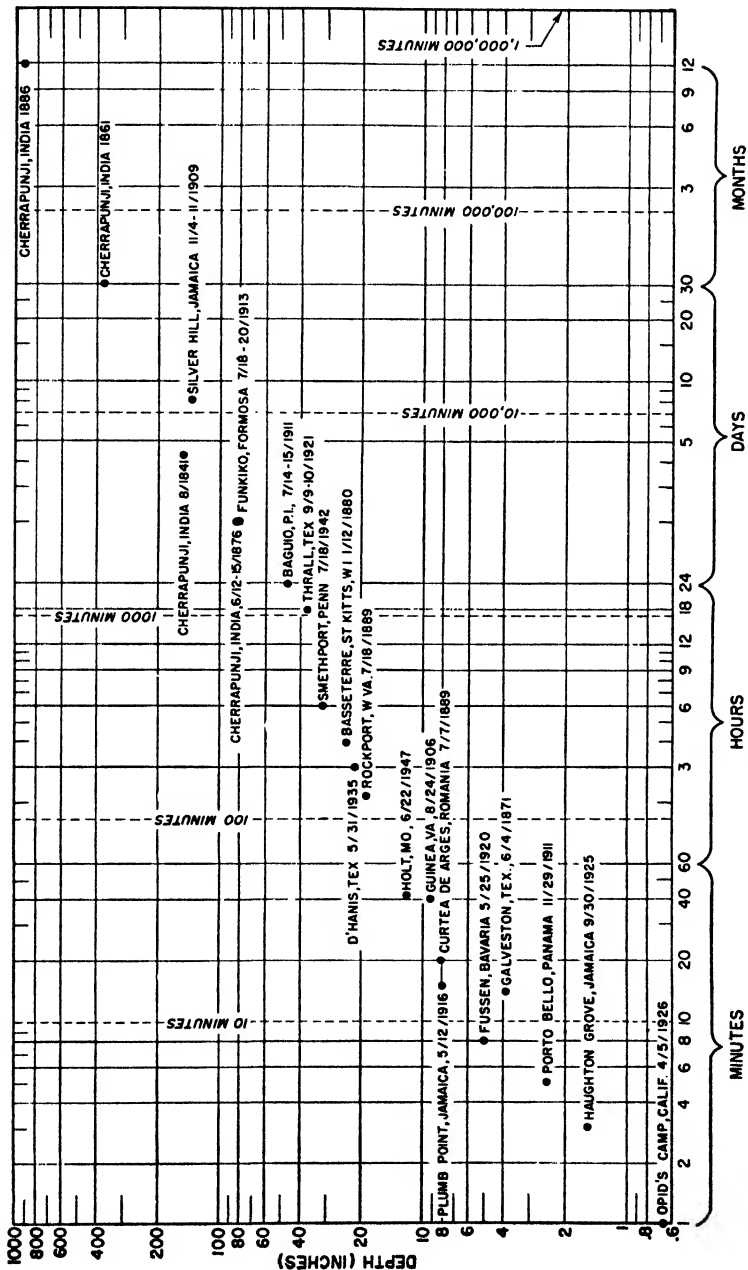 1,000,000 MINUTES
CHERRAPUNJI, INDIA 1886
CHERRAPUNJI, INDIA 1861
SILVER HILL, JAMAICA 11/4-11/1909
100,000 MINUTES
CHERRAPUNJI, INDIA 8/1841
CHERRAPUNJI, INDIA, 6/12-15/1876
FUNKIKO, FORMOSA 7/18-20/1913
10,000 MINUTES
BAGUIO, P.I., 7/14-15/1911
THRALL, TEX 9/9-10/1921
SMETHPORT, PENN 7/18/1942
BASSETERRE, ST KITTS, W I 1/12/1880
ROCKPORT, W VA. 7/18/1889
1000 MINUTES
D'HANIS, TEX 5/31/1935
HOLT, MO, 6/22/1947
GUINEA, VA, 8/24/1906
CURTEA DE ARGES, ROMANIA 7/7/1889
100 MINUTES
PLUMB POINT, JAMAICA, 5/12/1916
FUSSEN, BAVARIA 5/25/1920
GALVESTON, TEX., 6/4/1871
PORTO BELLO, PANAMA 11/29/1911
HAUGHTON GROVE, JAMAICA 9/30/1925
OPID'S CAMP, CALIF. 4/5/1926
10 MINUTES
DEPTH (INCHES)
1000
800
600
400
200
100
80
60
40
20
10
8
6
4
2
1
.8
.6
1
2
4
6
8
10
20
40
60
3
6
9
12
18
24
5
10
20
30
3
6
9
12
MINUTES
HOURS
DAYS
MONTHS